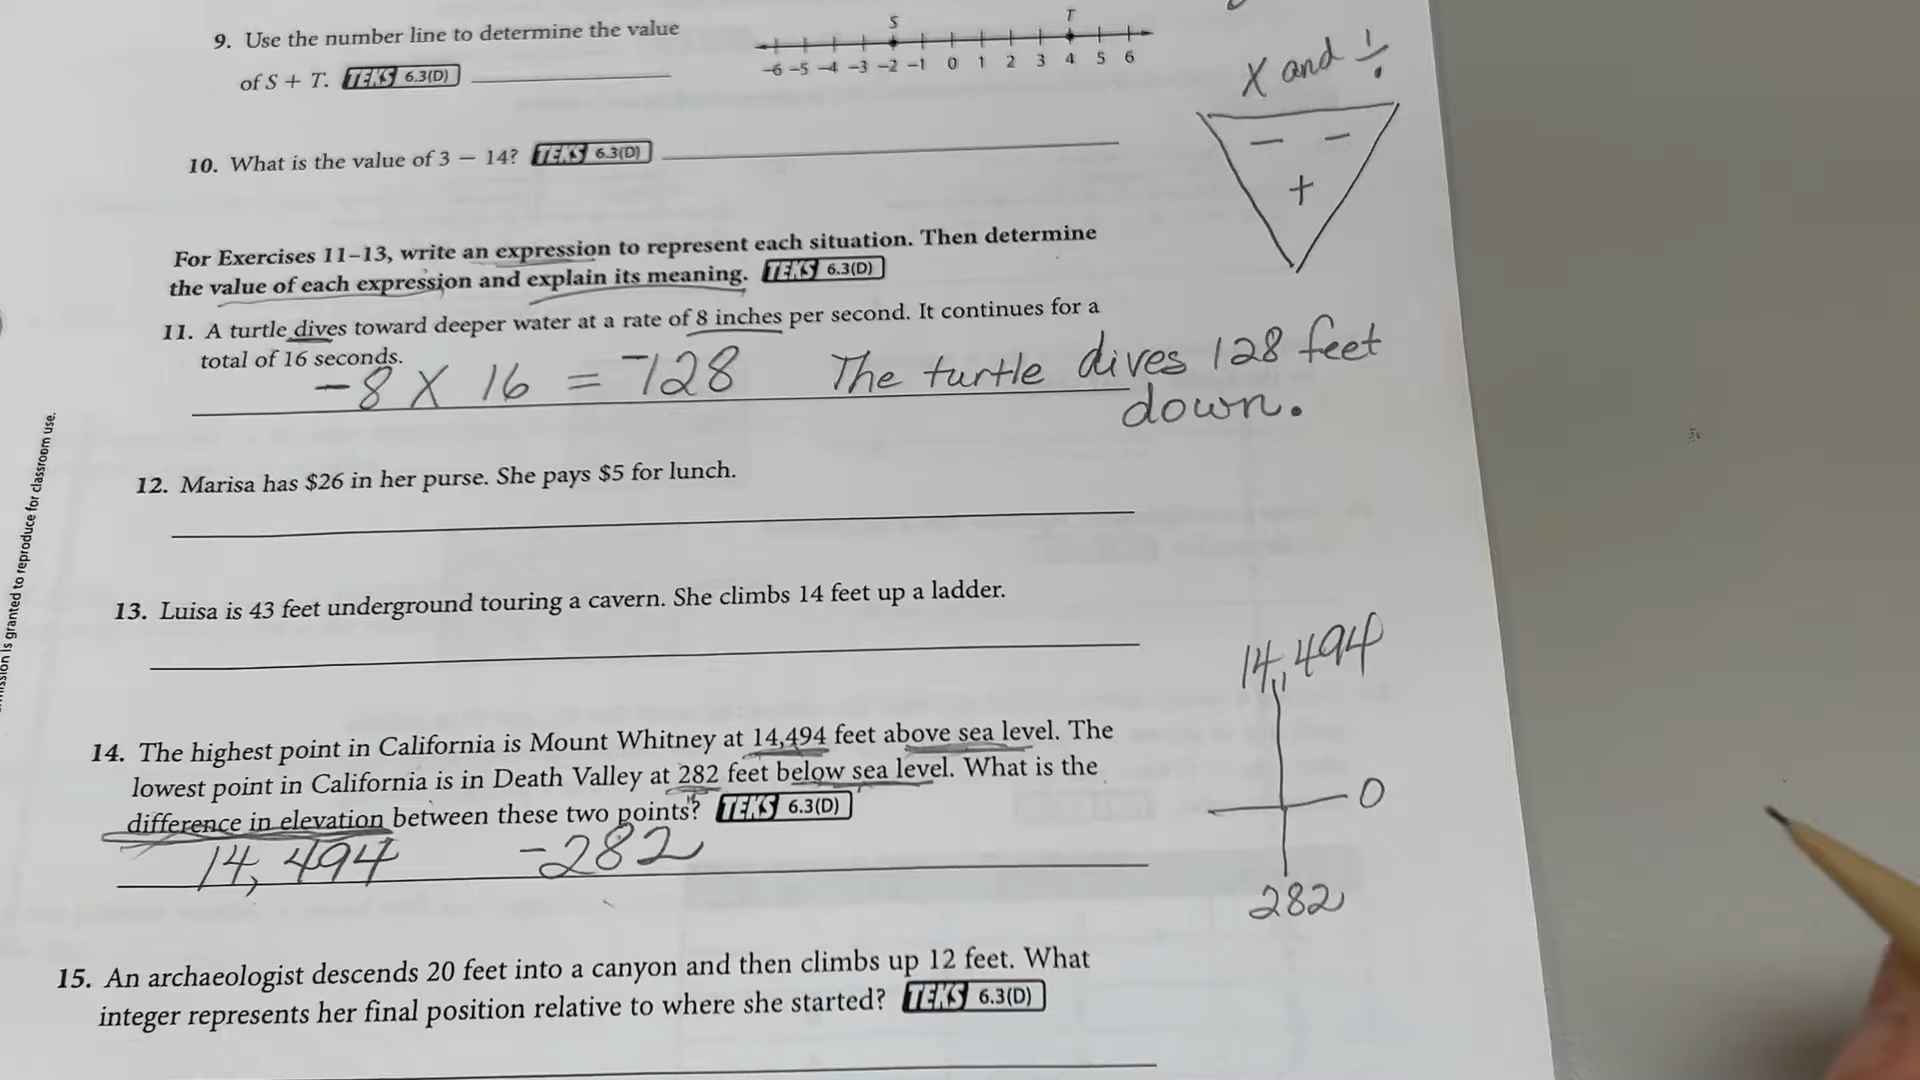 9. Use the number line to determine the value
of S + T. TEKS 6.3(D)
S T
-6 -5 -4 -3 -2 -1 0 1 2 3 4 5 6
X and ÷
− −
+
10. What is the value of 3 − 14? TEKS 6.3(D)
For Exercises 11–13, write an expression to represent each situation. Then determine
the value of each expression and explain its meaning. TEKS 6.3(D)
11. A turtle dives toward deeper water at a rate of 8 inches per second. It continues for a
total of 16 seconds.
-8 X 16 = -128 The turtle dives 128 feet
down.
12. Marisa has $26 in her purse. She pays $5 for lunch.
13. Luisa is 43 feet underground touring a cavern. She climbs 14 feet up a ladder.
14,494
0
282
14. The highest point in California is Mount Whitney at 14,494 feet above sea level. The
lowest point in California is in Death Valley at 282 feet below sea level. What is the
difference in elevation between these two points? TEKS 6.3(D)
14,494 -282
15. An archaeologist descends 20 feet into a canyon and then climbs up 12 feet. What
integer represents her final position relative to where she started? TEKS 6.3(D)
is granted to reproduce for classroom use.